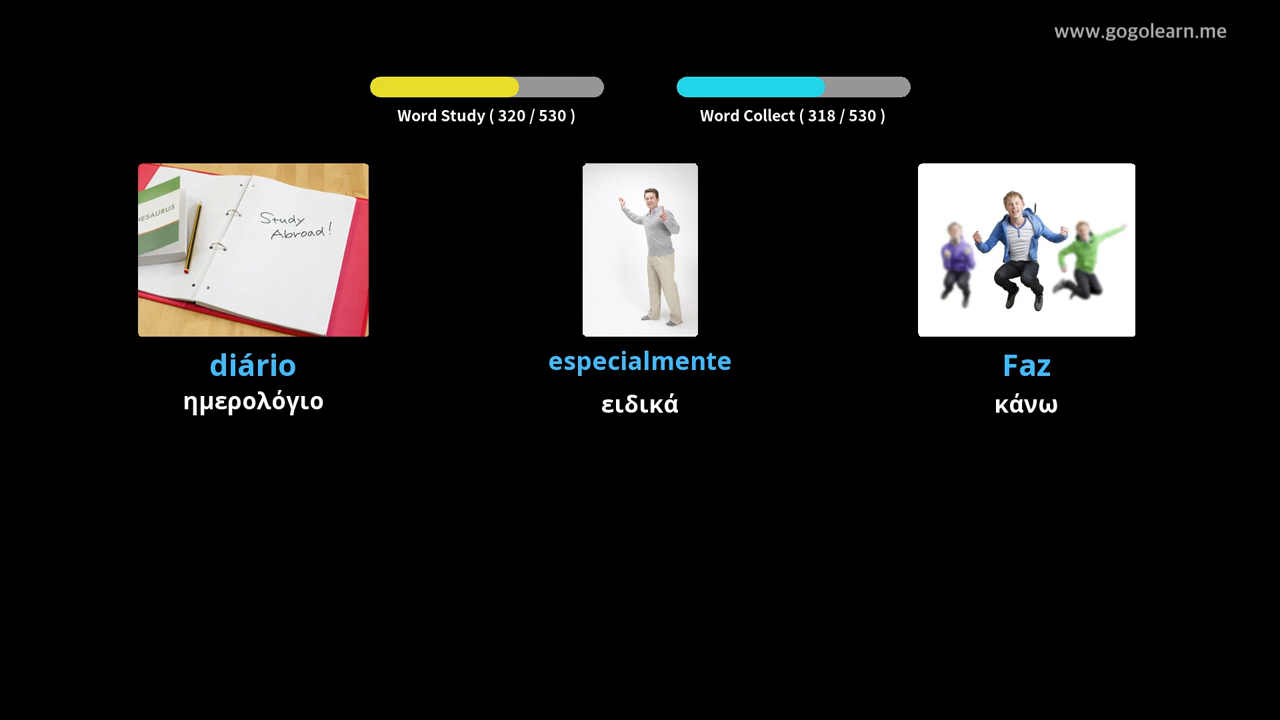 www.gogolearn.me
Word Study ( 320 / 530 )
Word Collect ( 318 / 530 )
THESAURUS
Study
Abroad!
diário
especialmente
Faz
ημερολόγιο
ειδικά
κάνω